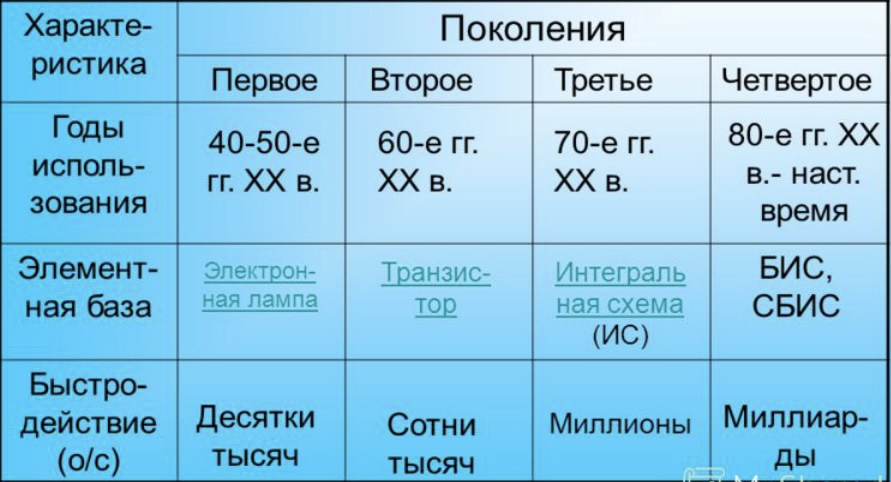 Характе-
ристика
Поколения
Первое
Второе
Третье
Четвертое
Годы
исполь-
зования
40-50-е
гг. XX в.
60-е гг.
XX в.
70-е гг.
XX в.
80-е гг. XX
в.- наст.
время
Элемент-
ная база
Электрон-
ная лампа
Транзис-
тор
Интеграль
ная схема
(ИС)
БИС,
СБИС
Быстро-
действие
(о/с)
Десятки
тысяч
Сотни
тысяч
Миллионы
Миллиар-
ды